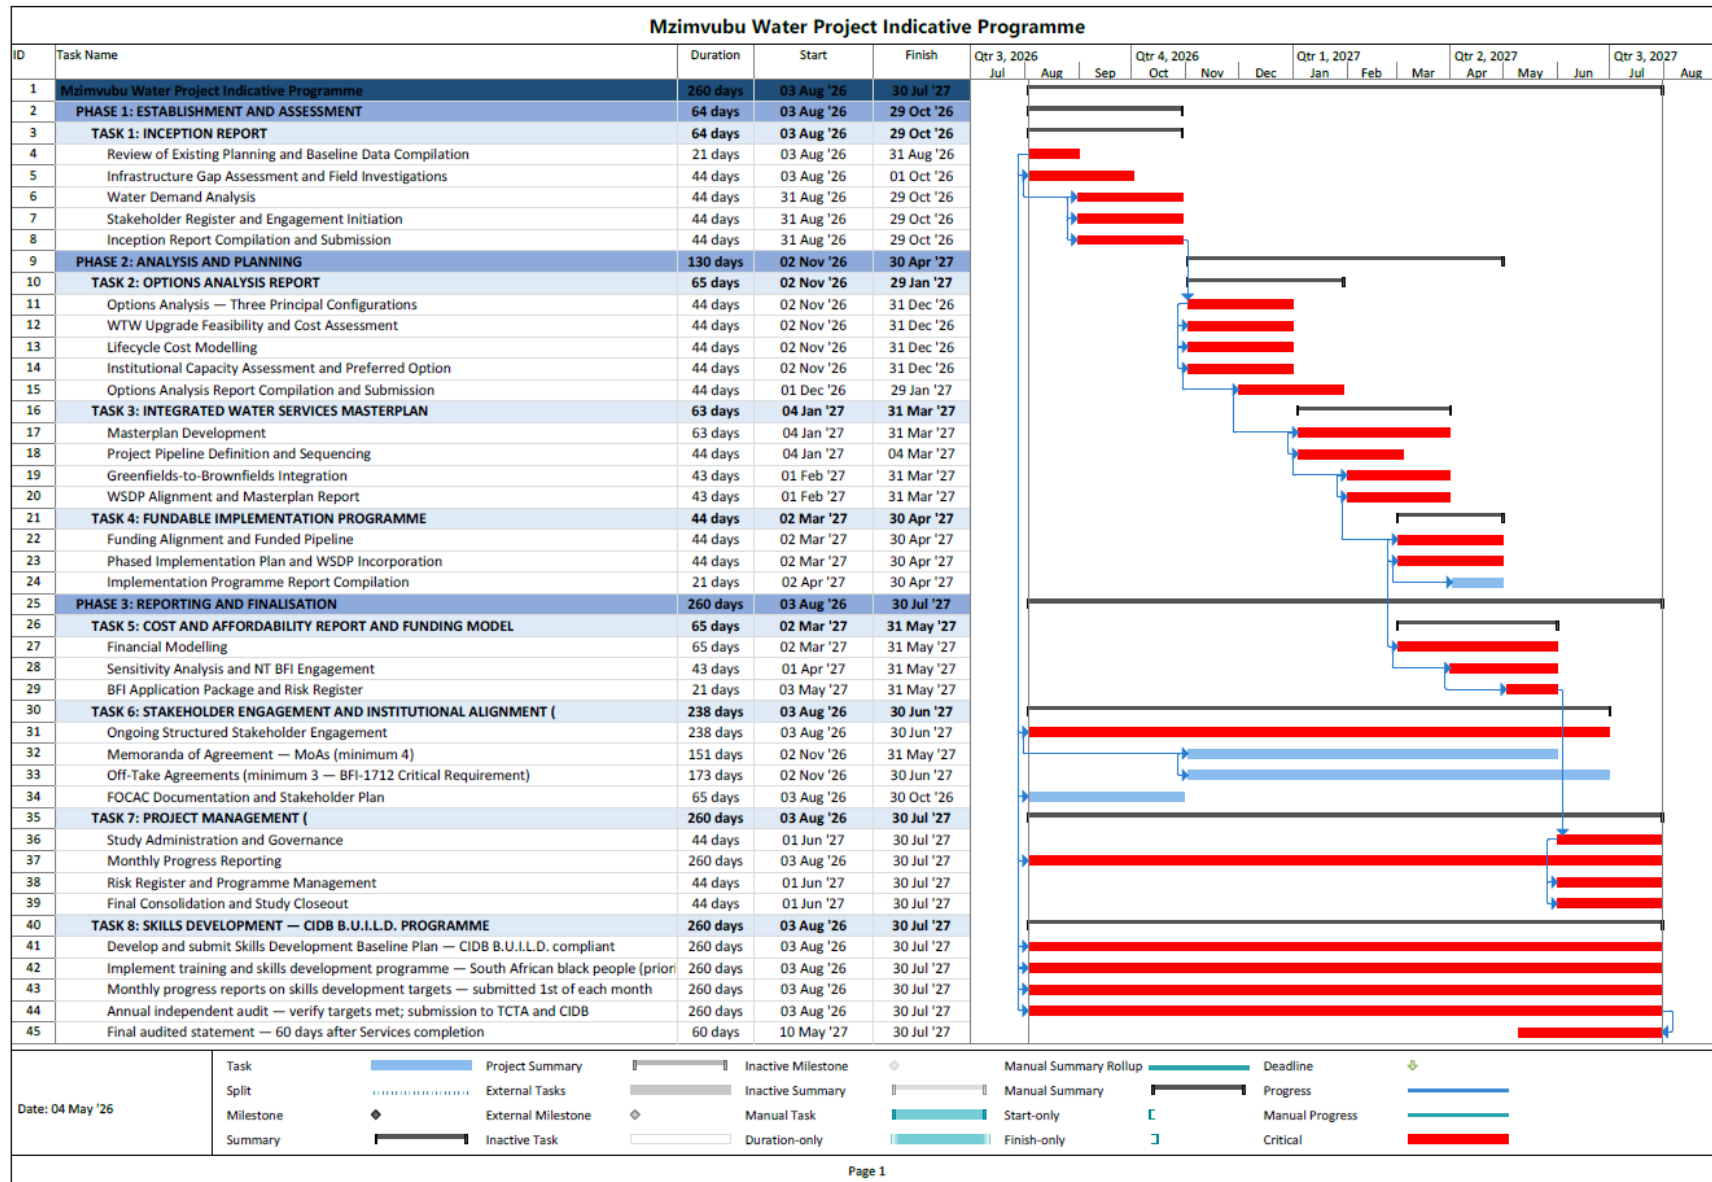 Mzimvubu Water Project Indicative Programme
ID Task Name Duration Start Finish Qtr 3, 2026 Qtr 4, 2026 Qtr 1, 2027 Qtr 2, 2027 Qtr 3, 2027
Jul Aug Sep Oct Nov Dec Jan Feb Mar Apr May Jun Jul Aug
1 Mzimvubu Water Project Indicative Programme 260 days 03 Aug '26 30 Jul '27
2 PHASE 1: ESTABLISHMENT AND ASSESSMENT 64 days 03 Aug '26 29 Oct '26
3 TASK 1: INCEPTION REPORT 64 days 03 Aug '26 29 Oct '26
4 Review of Existing Planning and Baseline Data Compilation 21 days 03 Aug '26 31 Aug '26
5 Infrastructure Gap Assessment and Field Investigations 44 days 03 Aug '26 01 Oct '26
6 Water Demand Analysis 44 days 31 Aug '26 29 Oct '26
7 Stakeholder Register and Engagement Initiation 44 days 31 Aug '26 29 Oct '26
8 Inception Report Compilation and Submission 44 days 31 Aug '26 29 Oct '26
9 PHASE 2: ANALYSIS AND PLANNING 130 days 02 Nov '26 30 Apr '27
10 TASK 2: OPTIONS ANALYSIS REPORT 65 days 02 Nov '26 29 Jan '27
11 Options Analysis — Three Principal Configurations 44 days 02 Nov '26 31 Dec '26
12 WTW Upgrade Feasibility and Cost Assessment 44 days 02 Nov '26 31 Dec '26
13 Lifecycle Cost Modelling 44 days 02 Nov '26 31 Dec '26
14 Institutional Capacity Assessment and Preferred Option 44 days 02 Nov '26 31 Dec '26
15 Options Analysis Report Compilation and Submission 44 days 01 Dec '26 29 Jan '27
16 TASK 3: INTEGRATED WATER SERVICES MASTERPLAN 63 days 04 Jan '27 31 Mar '27
17 Masterplan Development 63 days 04 Jan '27 31 Mar '27
18 Project Pipeline Definition and Sequencing 44 days 04 Jan '27 04 Mar '27
19 Greenfields-to-Brownfields Integration 43 days 01 Feb '27 31 Mar '27
20 WSDP Alignment and Masterplan Report 43 days 01 Feb '27 31 Mar '27
21 TASK 4: FUNDABLE IMPLEMENTATION PROGRAMME 44 days 02 Mar '27 30 Apr '27
22 Funding Alignment and Funded Pipeline 44 days 02 Mar '27 30 Apr '27
23 Phased Implementation Plan and WSDP Incorporation 44 days 02 Mar '27 30 Apr '27
24 Implementation Programme Report Compilation 21 days 02 Apr '27 30 Apr '27
25 PHASE 3: REPORTING AND FINALISATION 260 days 03 Aug '26 30 Jul '27
26 TASK 5: COST AND AFFORDABILITY REPORT AND FUNDING MODEL 65 days 02 Mar '27 31 May '27
27 Financial Modelling 65 days 02 Mar '27 31 May '27
28 Sensitivity Analysis and NT BFI Engagement 43 days 01 Apr '27 31 May '27
29 BFI Application Package and Risk Register 21 days 03 May '27 31 May '27
30 TASK 6: STAKEHOLDER ENGAGEMENT AND INSTITUTIONAL ALIGNMENT ( 238 days 03 Aug '26 30 Jun '27
31 Ongoing Structured Stakeholder Engagement 238 days 03 Aug '26 30 Jun '27
32 Memoranda of Agreement — MoAs (minimum 4) 151 days 02 Nov '26 31 May '27
33 Off-Take Agreements (minimum 3 — BFI-1712 Critical Requirement) 173 days 02 Nov '26 30 Jun '27
34 FOCAC Documentation and Stakeholder Plan 65 days 03 Aug '26 30 Oct '26
35 TASK 7: PROJECT MANAGEMENT ( 260 days 03 Aug '26 30 Jul '27
36 Study Administration and Governance 44 days 01 Jun '27 30 Jul '27
37 Monthly Progress Reporting 260 days 03 Aug '26 30 Jul '27
38 Risk Register and Programme Management 44 days 01 Jun '27 30 Jul '27
39 Final Consolidation and Study Closeout 44 days 01 Jun '27 30 Jul '27
40 TASK 8: SKILLS DEVELOPMENT — CIDB B.U.I.L.D. PROGRAMME 260 days 03 Aug '26 30 Jul '27
41 Develop and submit Skills Development Baseline Plan — CIDB B.U.I.L.D. compliant 260 days 03 Aug '26 30 Jul '27
42 Implement training and skills development programme — South African black people (priori 260 days 03 Aug '26 30 Jul '27
43 Monthly progress reports on skills development targets — submitted 1st of each month 260 days 03 Aug '26 30 Jul '27
44 Annual independent audit — verify targets met; submission to TCTA and CIDB 260 days 03 Aug '26 30 Jul '27
45 Final audited statement — 60 days after Services completion 60 days 10 May '27 30 Jul '27
Date: 04 May '26
Task Project Summary Inactive Milestone Manual Summary Rollup Deadline
Split External Tasks Inactive Summary Manual Summary Progress
Milestone External Milestone Manual Task Start-only Manual Progress
Summary Inactive Task Duration-only Finish-only Critical
Page 1